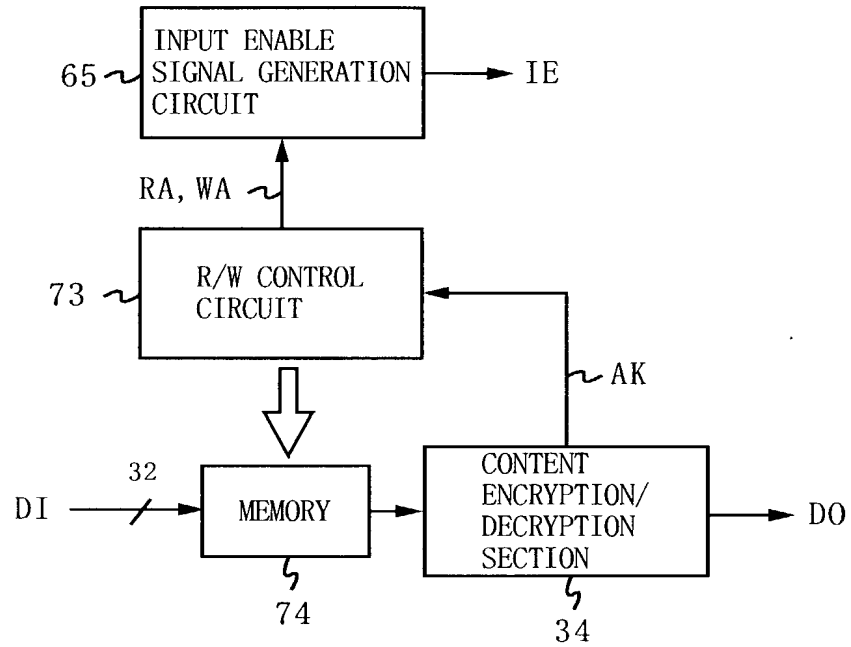 INPUT ENABLE
SIGNAL GENERATION
CIRCUIT
65
IE
RA, WA
R/W CONTROL
CIRCUIT
73
AK
32
DI
MEMORY
74
CONTENT
ENCRYPTION/
DECRYPTION
SECTION
34
DO